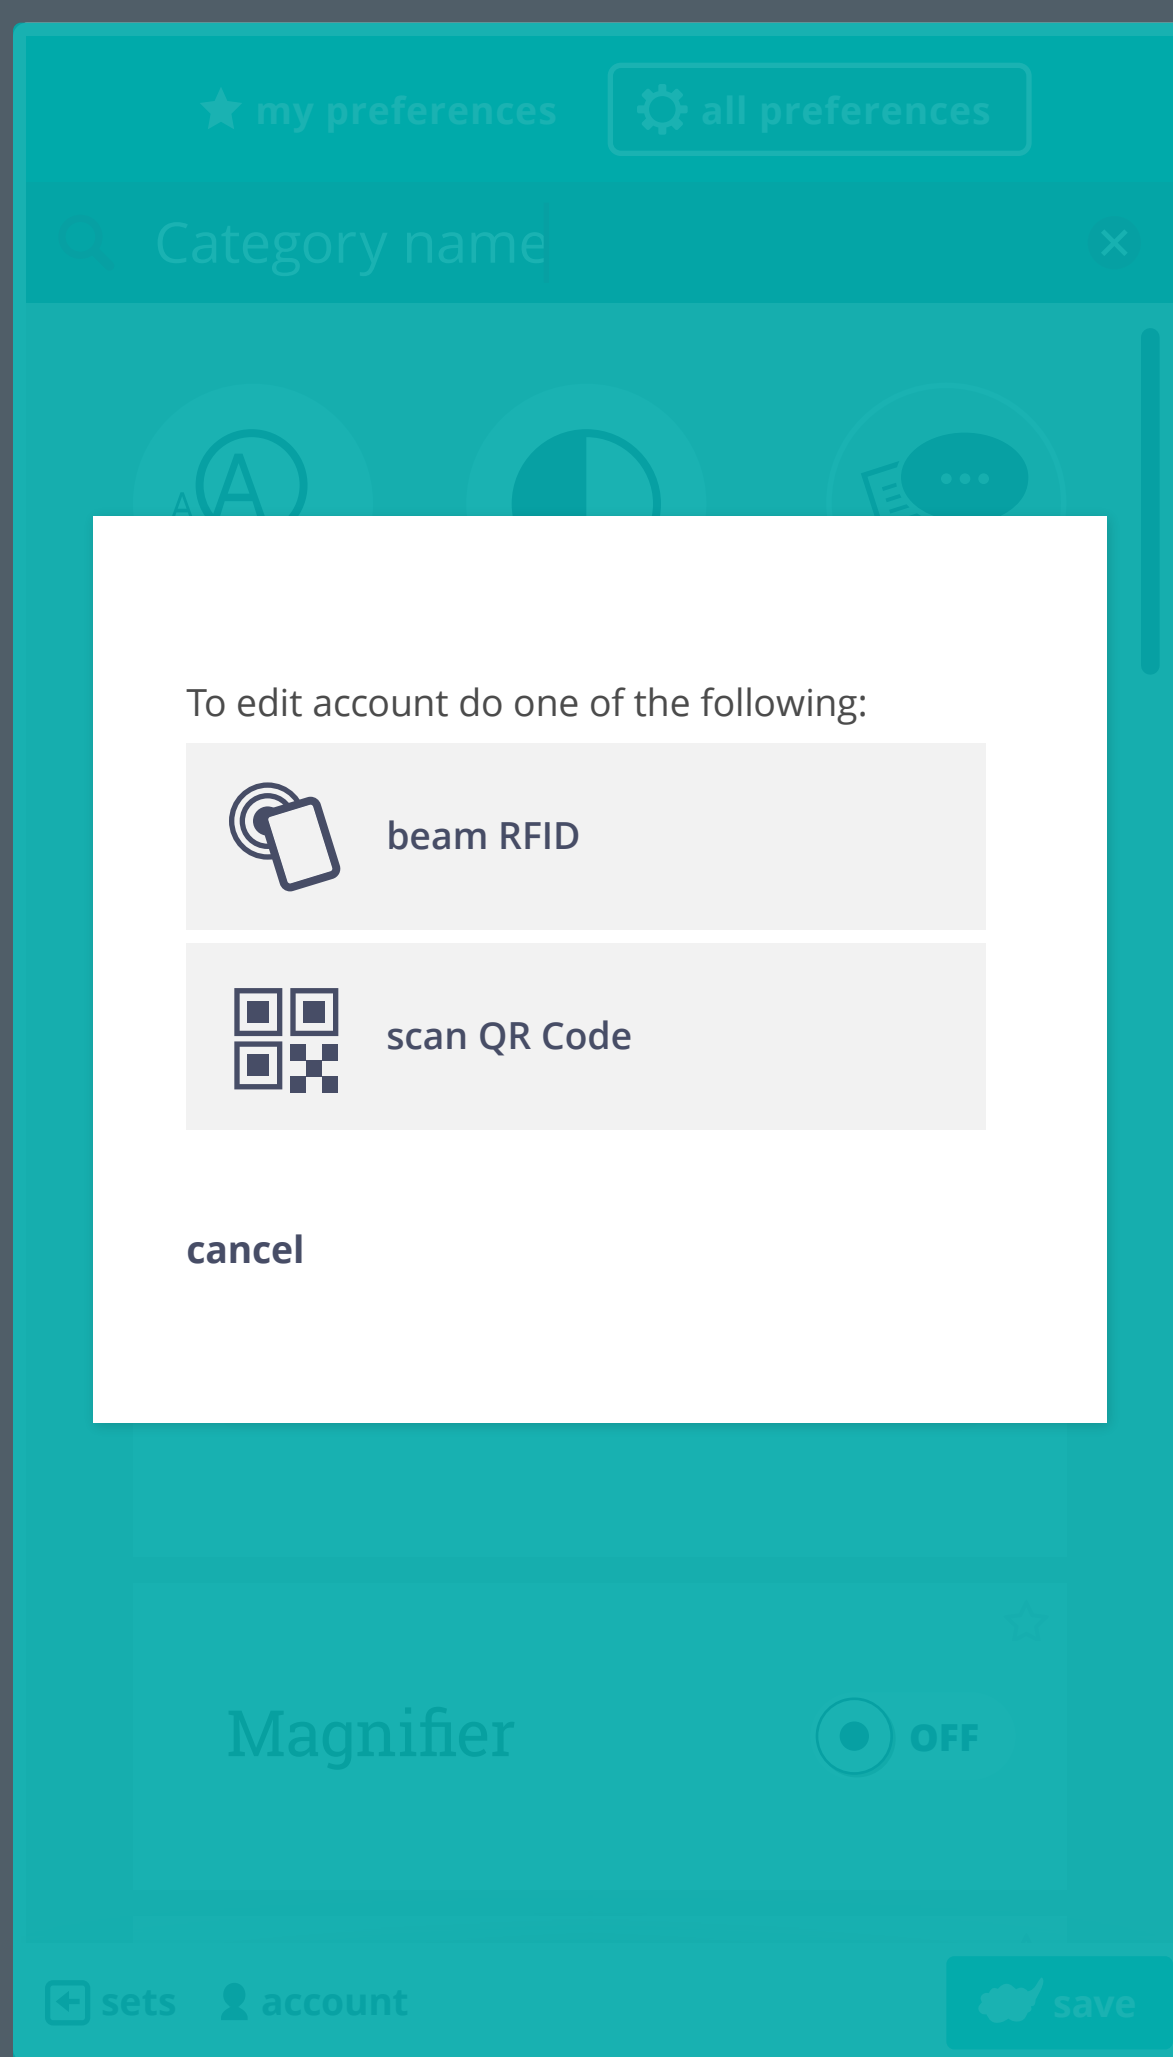 my preferences
all preferences
Category name
A A
To edit account do one of the following:
beam RFID
scan QR Code
cancel
Magnifier
OFF
sets
account
save